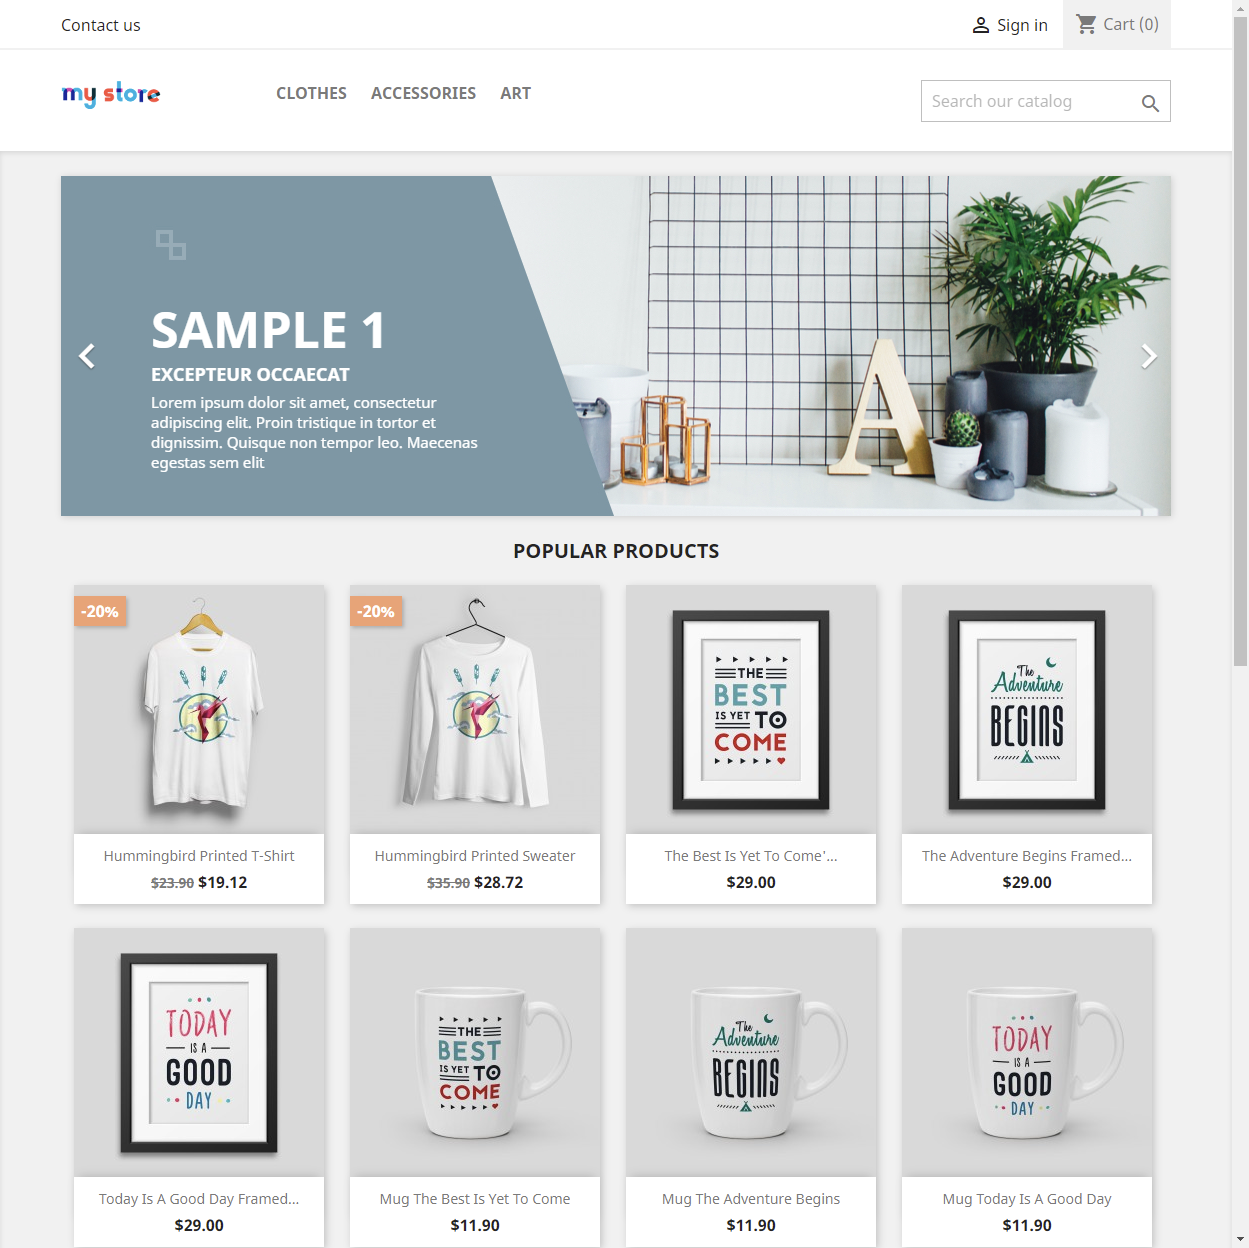 Contact us
Sign in
Cart (0)
my store
CLOTHES ACCESSORIES ART
Search our catalog
SAMPLE 1
EXCEPTEUR OCCAECAT
Lorem ipsum dolor sit amet, consectetur
adipiscing elit. Proin tristique in tortor et
dignissim. Quisque non tempor leo. Maecenas
egestas sem elit
A
POPULAR PRODUCTS
-20%
Hummingbird Printed T-Shirt
$23.90 $19.12
-20%
Hummingbird Printed Sweater
$35.90 $28.72
THE
BEST
IS YET TO
COME
The Best Is Yet To Come'...
$29.00
The
Adventure
BEGINS
The Adventure Begins Framed...
$29.00
TODAY
IS A
GOOD
DAY
Today Is A Good Day Framed...
$29.00
THE
BEST
IS YET TO
COME
Mug The Best Is Yet To Come
$11.90
The
Adventure
BEGINS
Mug The Adventure Begins
$11.90
TODAY
IS A
GOOD
DAY
Mug Today Is A Good Day
$11.90